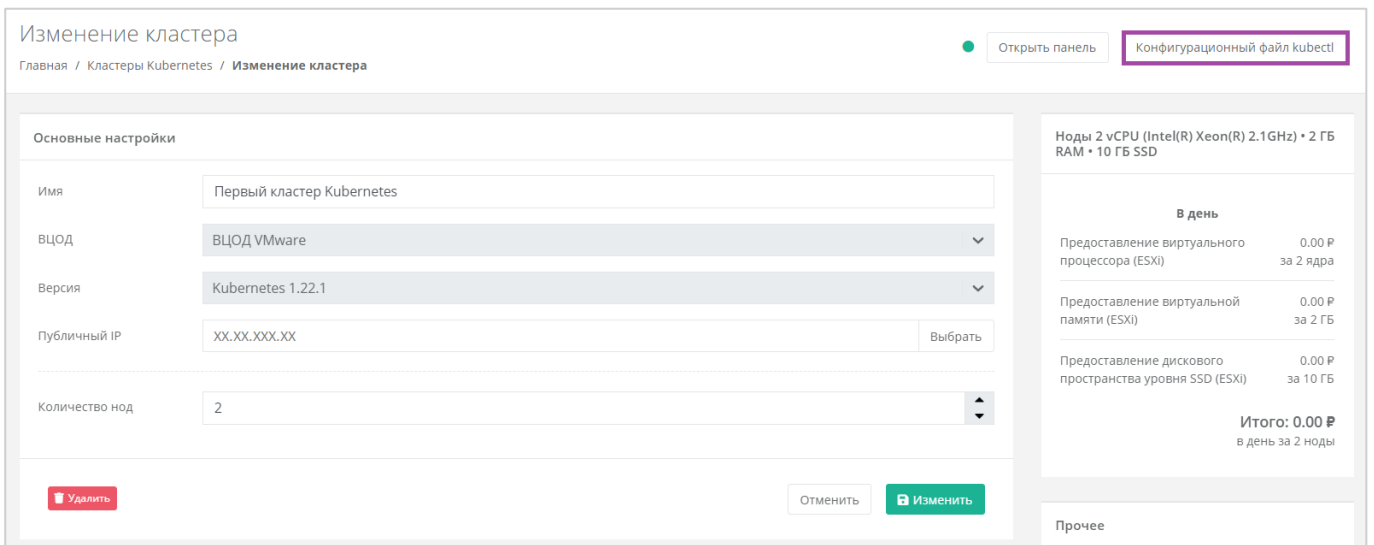 Изменение кластера
Главная / Кластеры Kubernetes / Изменение кластера
Открыть панель
Конфигурационный файл kubectl
Основные настройки
Имя
Первый кластер Kubernetes
ВЦОД
ВЦОД VMware
Версия
Kubernetes 1.22.1
Публичный IP
XX.XX.XXX.XX
Выбрать
Количество нод
2
Удалить
Отменить
Изменить
Ноды 2 vCPU (Intel(R) Xeon(R) 2.1GHz) • 2 ГБ
RAM • 10 ГБ SSD
В день
Предоставление виртуального 0.00 ₽
процессора (ESXi) за 2 ядра
Предоставление виртуальной 0.00 ₽
памяти (ESXi) за 2 ГБ
Предоставление дискового 0.00 ₽
пространства уровня SSD (ESXi) за 10 ГБ
Итого: 0.00 ₽
в день за 2 ноды
Прочее